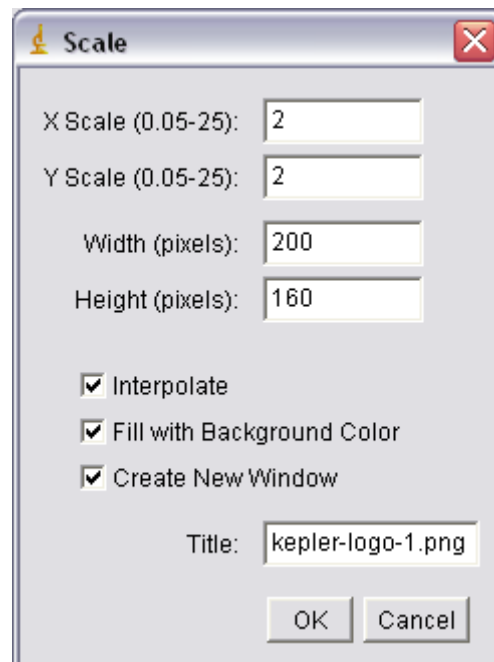 Scale
X Scale (0.05-25): 2
Y Scale (0.05-25): 2
Width (pixels): 200
Height (pixels): 160
Interpolate
Fill with Background Color
Create New Window
Title: kepler-logo-1.png
OK Cancel